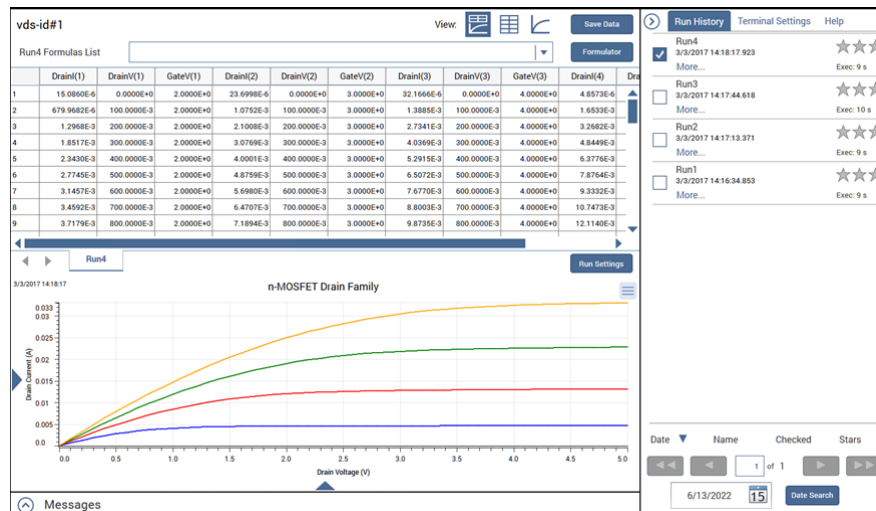 vds-id#1 View: Save Data
Run4 Formulas List Formulator
DrainI(1) DrainV(1) GateV(1) DrainI(2) DrainV(2) GateV(2) DrainI(3) DrainV(3) GateV(3) DrainI(4) Dra
1 15.0860E-6 0.0000E+0 2.0000E+0 23.6998E-6 0.0000E+0 3.0000E+0 32.1666E-6 0.0000E+0 4.0000E+0 4.8573E-6
2 679.9682E-6 100.0000E-3 2.0000E+0 1.0752E-3 100.0000E-3 3.0000E+0 1.3885E-3 100.0000E-3 4.0000E+0 1.6533E-3
3 1.2968E-3 200.0000E-3 2.0000E+0 2.1008E-3 200.0000E-3 3.0000E+0 2.7341E-3 200.0000E-3 4.0000E+0 3.2682E-3
4 1.8517E-3 300.0000E-3 2.0000E+0 3.0769E-3 300.0000E-3 3.0000E+0 4.0369E-3 300.0000E-3 4.0000E+0 4.8449E-3
5 2.3430E-3 400.0000E-3 2.0000E+0 4.0001E-3 400.0000E-3 3.0000E+0 5.2915E-3 400.0000E-3 4.0000E+0 6.3776E-3
6 2.7745E-3 500.0000E-3 2.0000E+0 4.8759E-3 500.0000E-3 3.0000E+0 6.5072E-3 500.0000E-3 4.0000E+0 7.8764E-3
7 3.1457E-3 600.0000E-3 2.0000E+0 5.6980E-3 600.0000E-3 3.0000E+0 7.6770E-3 600.0000E-3 4.0000E+0 9.3332E-3
8 3.4592E-3 700.0000E-3 2.0000E+0 6.4707E-3 700.0000E-3 3.0000E+0 8.8003E-3 700.0000E-3 4.0000E+0 10.7473E-3
9 3.7179E-3 800.0000E-3 2.0000E+0 7.1894E-3 800.0000E-3 3.0000E+0 9.8735E-3 800.0000E-3 4.0000E+0 12.1140E-3
Run4 Run Settings
3/3/2017 14:18:17
n-MOSFET Drain Family
0.033
0.03
0.025
0.02
0.015
0.01
0.005
0.0
Drain Current (A)
0.0 0.5 1.0 1.5 2.0 2.5 3.0 3.5 4.0 4.5 5.0
Drain Voltage (V)
Messages
Run History Terminal Settings Help
Run4
3/3/2017 14:18:17.923
More... Exec: 9 s
Run3
3/3/2017 14:17:44.618
More... Exec: 10 s
Run2
3/3/2017 14:17:13.371
More... Exec: 9 s
Run1
3/3/2017 14:16:34.853
More... Exec: 9 s
Date Name Checked Stars
1 of 1
6/13/2022 15 Date Search